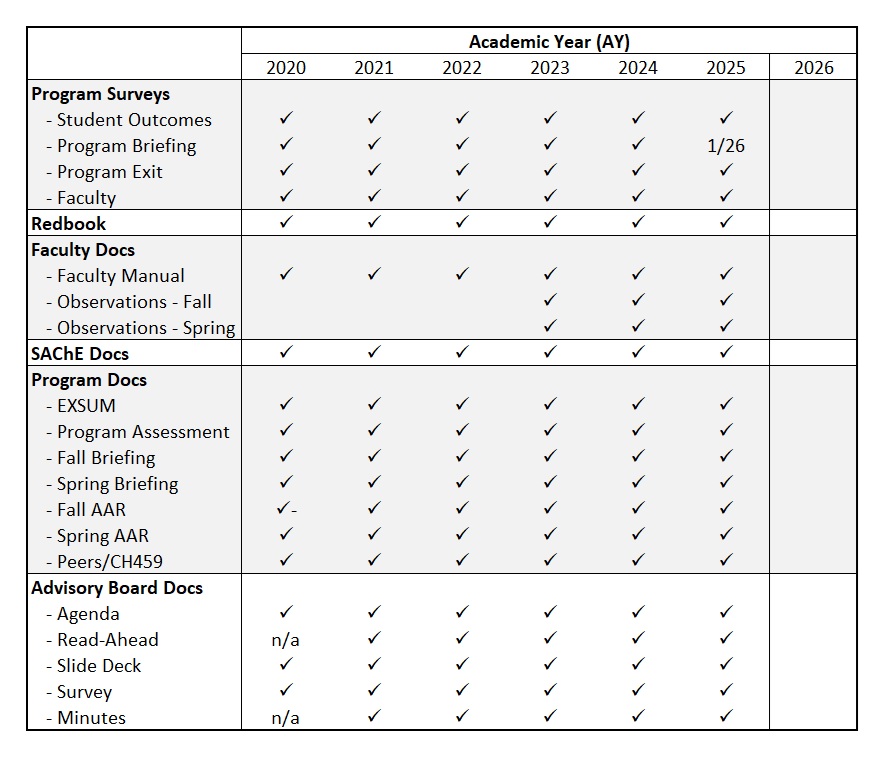 Academic Year (AY)
2020 2021 2022 2023 2024 2025 2026
Program Surveys
- Student Outcomes ✓ ✓ ✓ ✓ ✓ ✓
- Program Briefing ✓ ✓ ✓ ✓ ✓ 1/26
- Program Exit ✓ ✓ ✓ ✓ ✓ ✓
- Faculty ✓ ✓ ✓ ✓ ✓ ✓
Redbook ✓ ✓ ✓ ✓ ✓ ✓
Faculty Docs
- Faculty Manual ✓ ✓ ✓ ✓ ✓ ✓
- Observations - Fall ✓ ✓ ✓
- Observations - Spring ✓ ✓ ✓
SAChE Docs ✓ ✓ ✓ ✓ ✓ ✓
Program Docs
- EXSUM ✓ ✓ ✓ ✓ ✓ ✓
- Program Assessment ✓ ✓ ✓ ✓ ✓ ✓
- Fall Briefing ✓ ✓ ✓ ✓ ✓ ✓
- Spring Briefing ✓ ✓ ✓ ✓ ✓ ✓
- Fall AAR ✓- ✓ ✓ ✓ ✓ ✓
- Spring AAR ✓ ✓ ✓ ✓ ✓ ✓
- Peers/CH459 ✓ ✓ ✓ ✓ ✓ ✓
Advisory Board Docs
- Agenda ✓ ✓ ✓ ✓ ✓ ✓
- Read-Ahead n/a ✓ ✓ ✓ ✓ ✓
- Slide Deck ✓ ✓ ✓ ✓ ✓ ✓
- Survey ✓ ✓ ✓ ✓ ✓ ✓
- Minutes n/a ✓ ✓ ✓ ✓ ✓